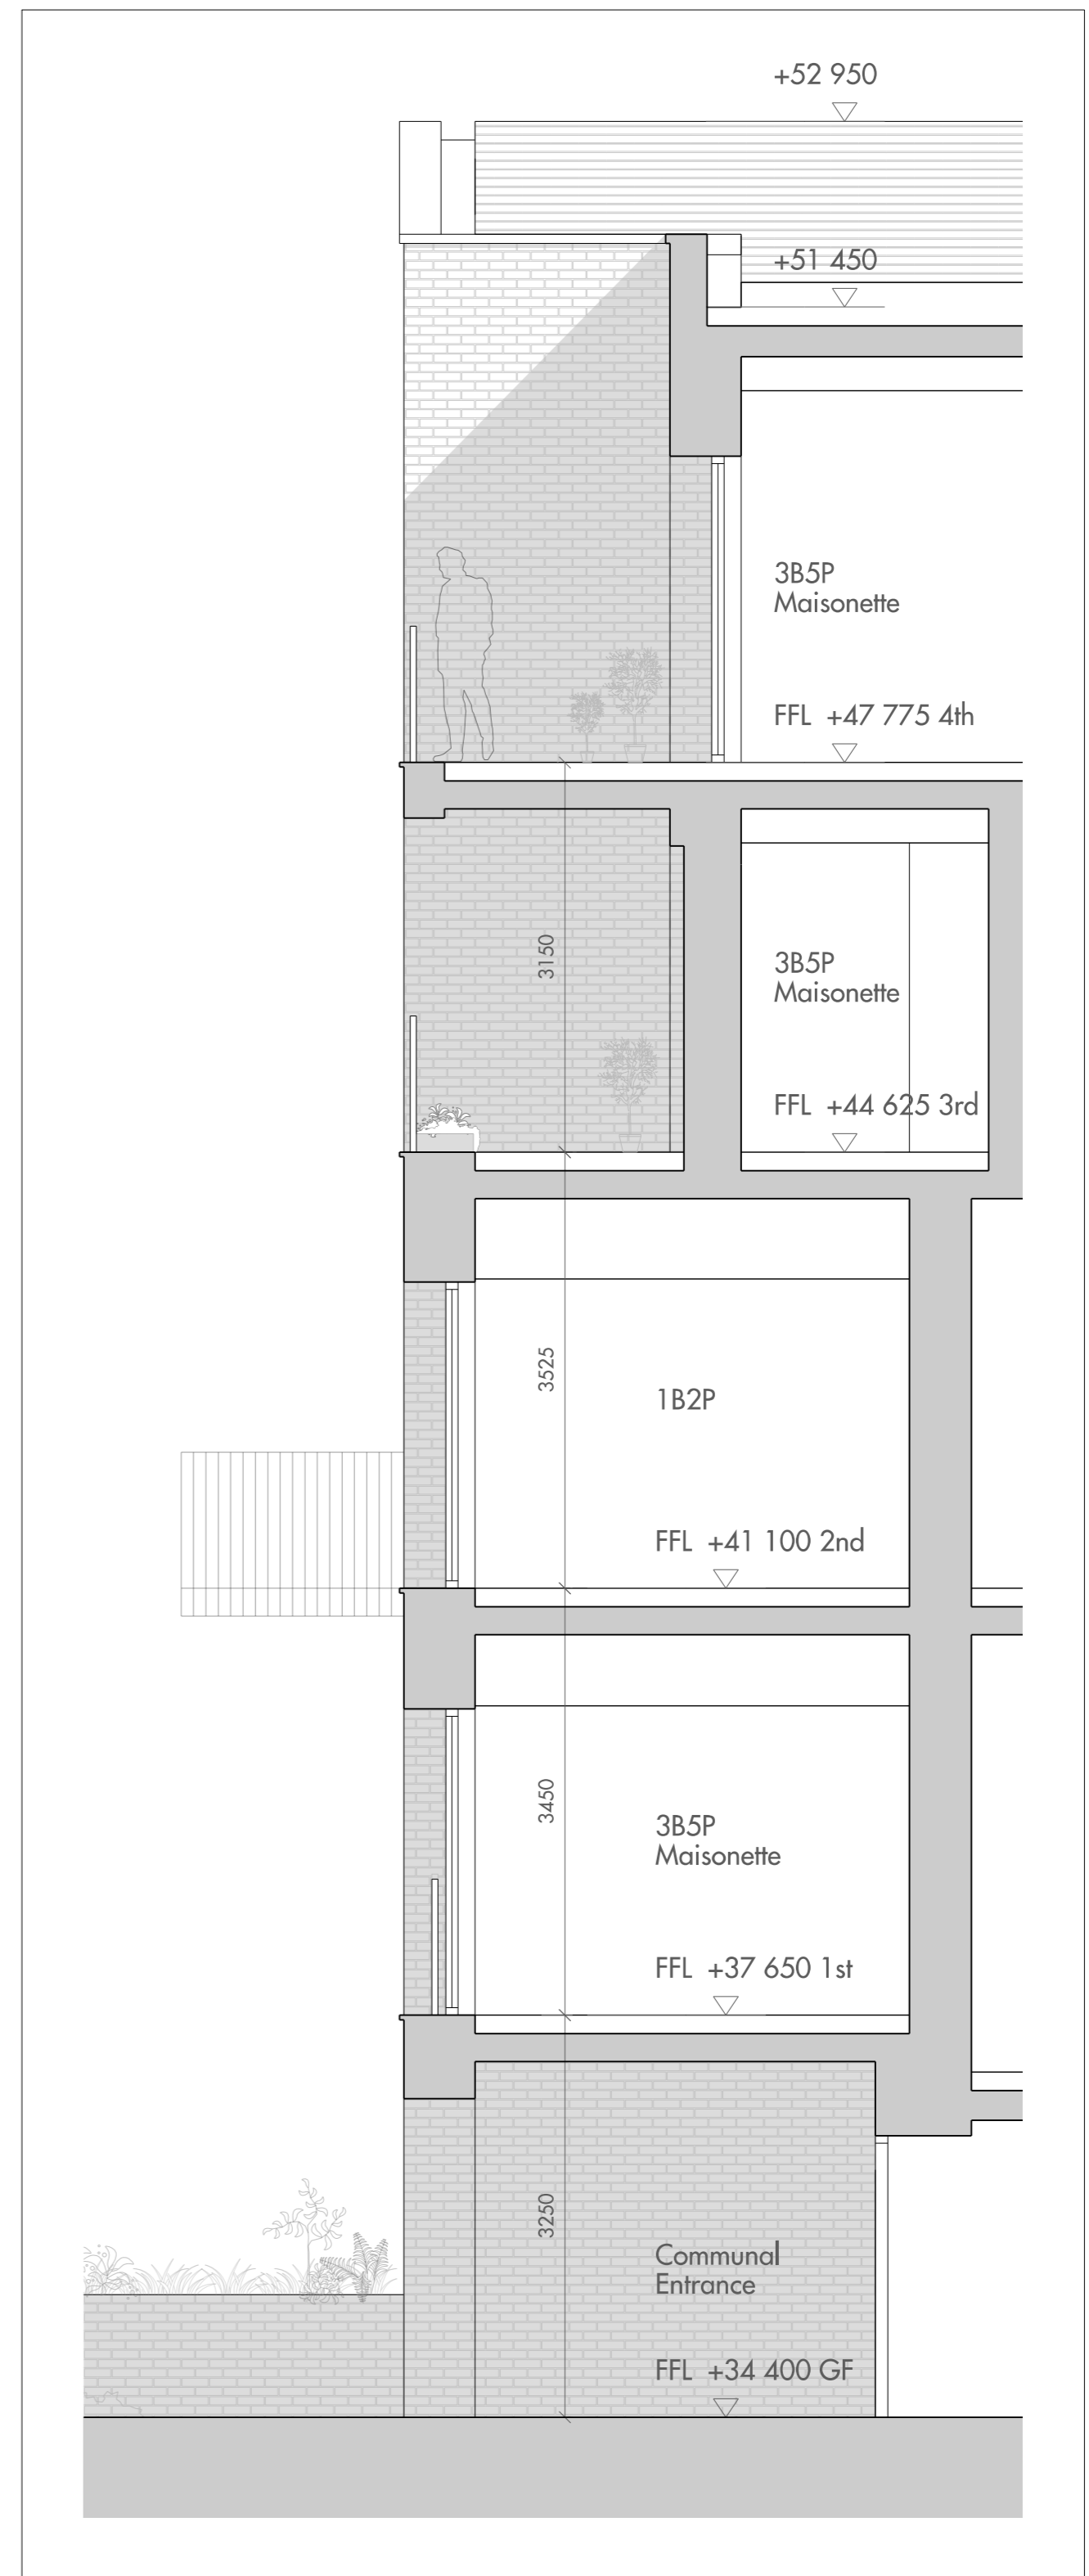 +52 950
+51 450
3B5P
Maisonette
FFL +47 775 4th
3150
3B5P
Maisonette
FFL +44 625 3rd
3525
1B2P
FFL +41 100 2nd
3450
3B5P
Maisonette
FFL +37 650 1st
3250
Communal
Entrance
FFL +34 400 GF